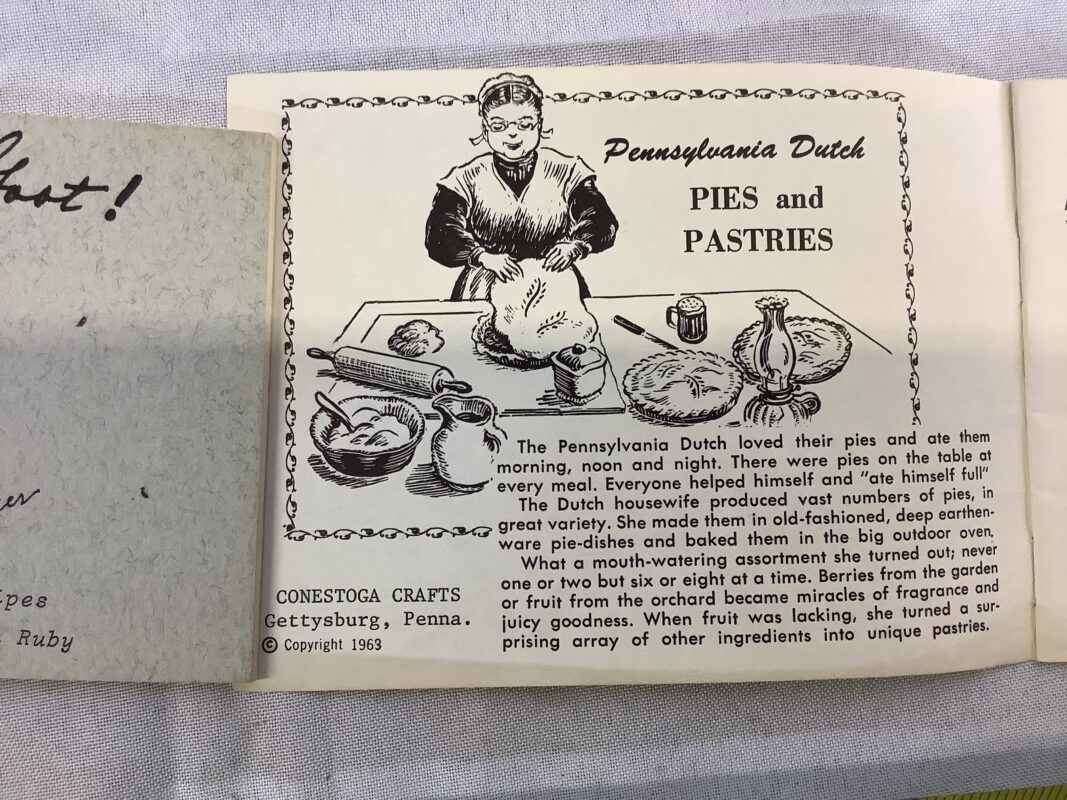 Pennsylvania Dutch
PIES and
PASTRIES
The Pennsylvania Dutch loved their pies and ate them
morning, noon and night. There were pies on the table at
every meal. Everyone helped himself and "ate himself full"
The Dutch housewife produced vast numbers of pies, in
great variety. She made them in old-fashioned, deep earthen-
ware pie-dishes and baked them in the big outdoor oven.
What a mouth-watering assortment she turned out; never
one or two but six or eight at a time. Berries from the garden
or fruit from the orchard became miracles of fragrance and
juicy goodness. When fruit was lacking, she turned a sur-
prising array of other ingredients into unique pastries.
CONESTOGA CRAFTS
Gettysburg, Penna.
© Copyright 1963
Ruby